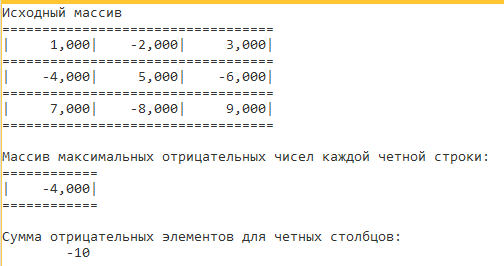 Исходный массив
==================================
|     1,000|    -2,000|     3,000|
==================================
|    -4,000|     5,000|    -6,000|
==================================
|     7,000|    -8,000|     9,000|
==================================
Массив максимальных отрицательных чисел каждой четной строки:
============
|    -4,000|
============
Сумма отрицательных элементов для четных столбцов:
        -10